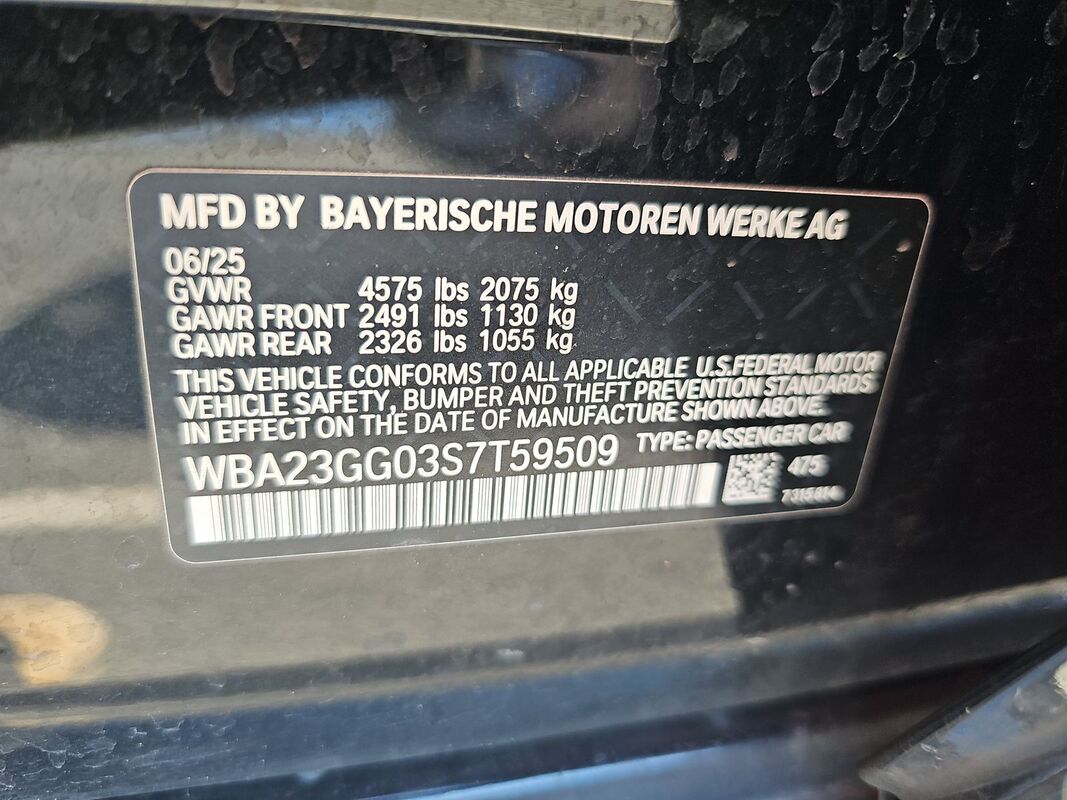 MFD BY BAYERISCHE MOTOREN WERKE AG
06/25
GVWR 4575 lbs 2075 kg
GAWR FRONT 2491 lbs 1130 kg
GAWR REAR 2326 lbs 1055 kg
THIS VEHICLE CONFORMS TO ALL APPLICABLE U.S.FEDERAL MOTOR
VEHICLE SAFETY, BUMPER AND THEFT PREVENTION STANDARDS
IN EFFECT ON THE DATE OF MANUFACTURE SHOWN ABOVE.
WBA23GG03S7T59509 TYPE: PASSENGER CAR
475